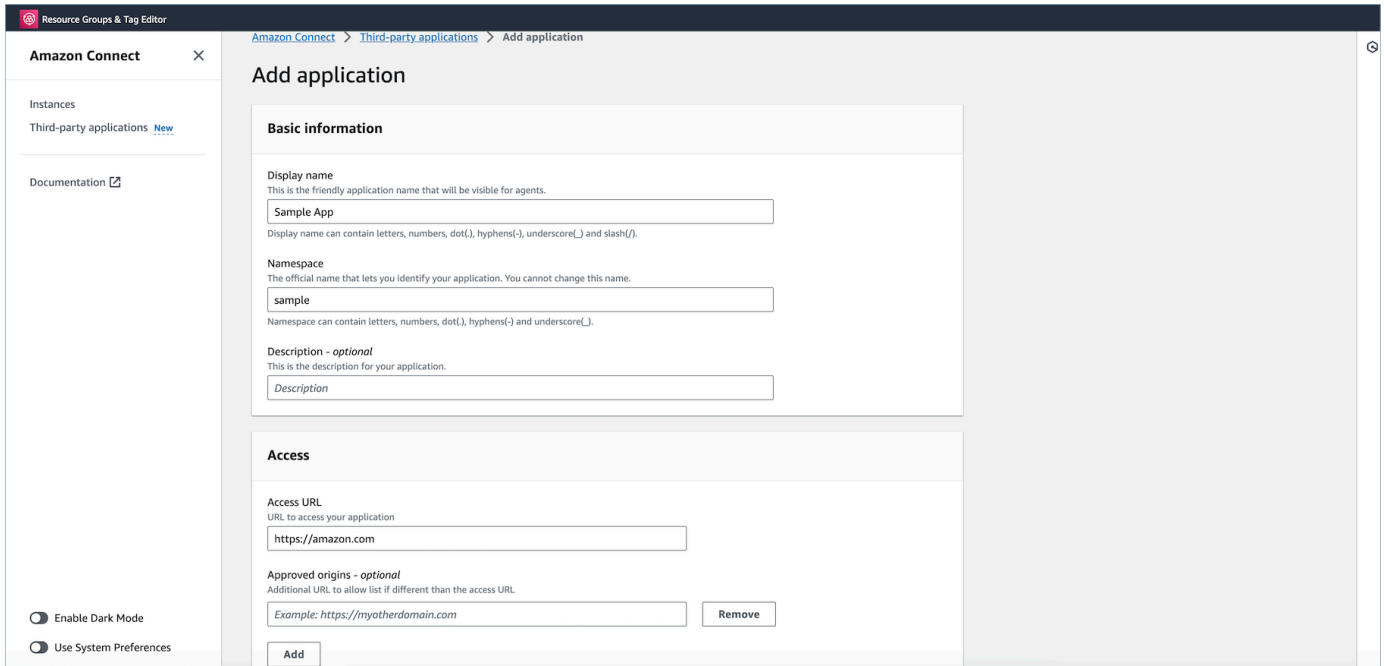 Resource Groups & Tag Editor
Amazon Connect
Instances
Third-party applications New
Documentation
Enable Dark Mode
Use System Preferences
Amazon Connect > Third-party applications > Add application
Add application
Basic information
Display name
This is the friendly application name that will be visible for agents.
Sample App
Display name can contain letters, numbers, dot(.), hyphens(-), underscore(_) and slash(/).
Namespace
The official name that lets you identify your application. You cannot change this name.
sample
Namespace can contain letters, numbers, dot(.), hyphens(-) and underscore(_).
Description - optional
This is the description for your application.
Description
Access
Access URL
URL to access your application
https://amazon.com
Approved origins - optional
Additional URL to allow list if different than the access URL
Example: https://myotherdomain.com
Remove
Add